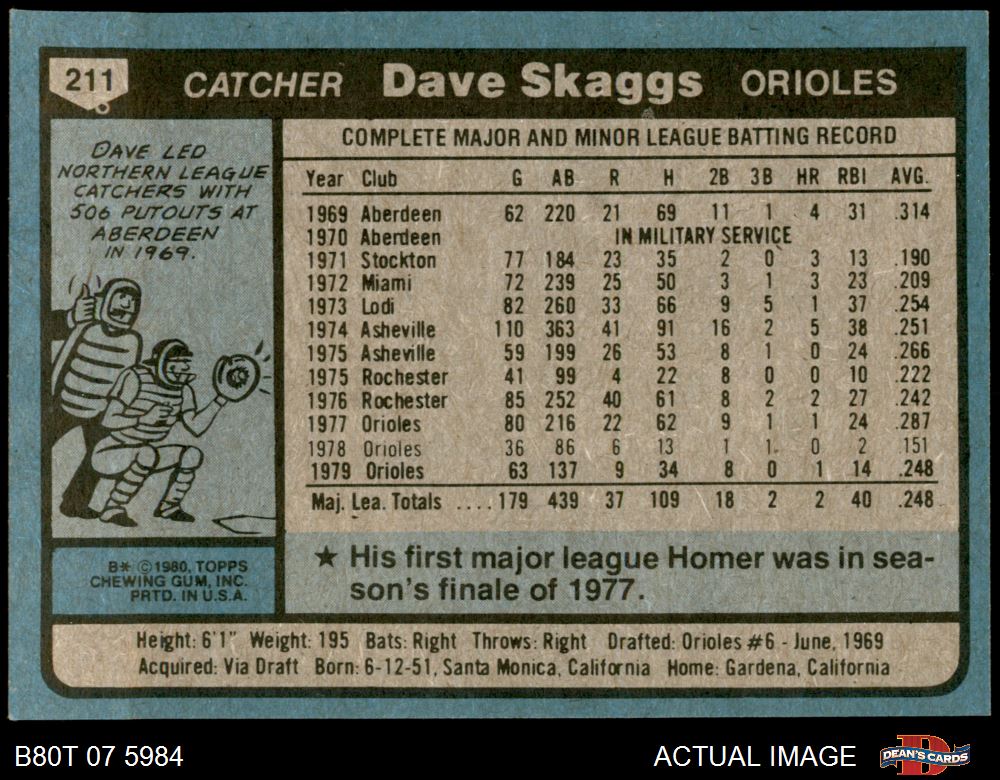 211 CATCHER Dave Skaggs ORIOLES
DAVE LED
NORTHERN LEAGUE
CATCHERS WITH
506 PUTOUTS AT
ABERDEEN
IN 1969.
COMPLETE MAJOR AND MINOR LEAGUE BATTING RECORD
Year Club G AB R H 2B 3B HR RBI AVG.
1969 Aberdeen 62 220 21 69 11 1 4 31 .314
1970 Aberdeen IN MILITARY SERVICE
1971 Stockton 77 184 23 35 2 0 3 13 .190
1972 Miami 72 239 25 50 3 1 3 23 .209
1973 Lodi 82 260 33 66 9 5 1 37 .254
1974 Asheville 110 363 41 91 16 2 5 38 .251
1975 Asheville 59 199 26 53 8 1 0 24 .266
1975 Rochester 41 99 4 22 8 0 0 10 .222
1976 Rochester 85 252 40 61 8 2 2 27 .242
1977 Orioles 80 216 22 62 9 1 1 24 .287
1978 Orioles 36 86 6 13 1 1 0 2 .151
1979 Orioles 63 137 9 34 8 0 1 14 .248
Maj. Lea. Totals ....179 439 37 109 18 2 2 40 .248
★ His first major league Homer was in sea-
son's finale of 1977.
B* © 1980, TOPPS
CHEWING GUM, INC.
PRTD. IN U.S.A.
Height: 6'1" Weight: 195 Bats: Right Throws: Right Drafted: Orioles #6 - June, 1969
Acquired: Via Draft Born: 6-12-51, Santa Monica, California Home: Gardena, California
B80T 07 5984 ACTUAL IMAGE DEAN'S CARDS